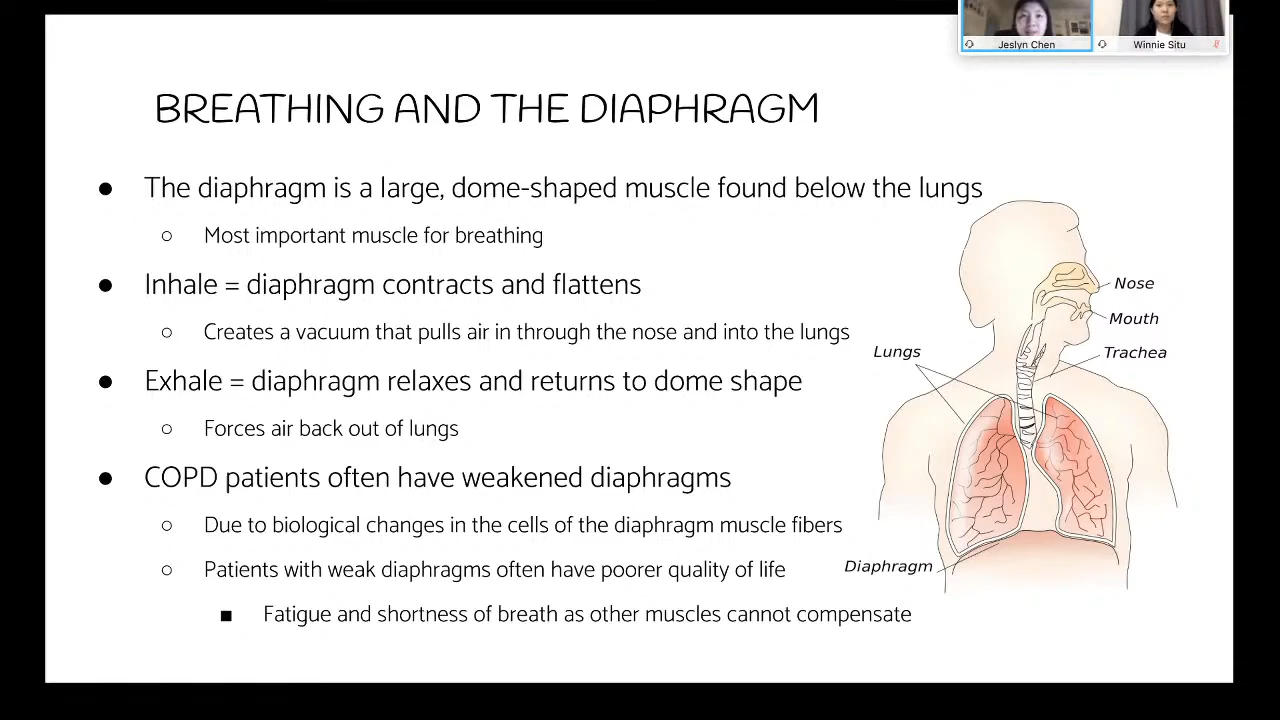 Jeslyn Chen
Winnie Situ
BREATHING AND THE DIAPHRAGM
● The diaphragm is a large, dome-shaped muscle found below the lungs
○ Most important muscle for breathing
● Inhale = diaphragm contracts and flattens
○ Creates a vacuum that pulls air in through the nose and into the lungs
● Exhale = diaphragm relaxes and returns to dome shape
○ Forces air back out of lungs
● COPD patients often have weakened diaphragms
○ Due to biological changes in the cells of the diaphragm muscle fibers
○ Patients with weak diaphragms often have poorer quality of life
■ Fatigue and shortness of breath as other muscles cannot compensate
Nose
Mouth
Trachea
Lungs
Diaphragm